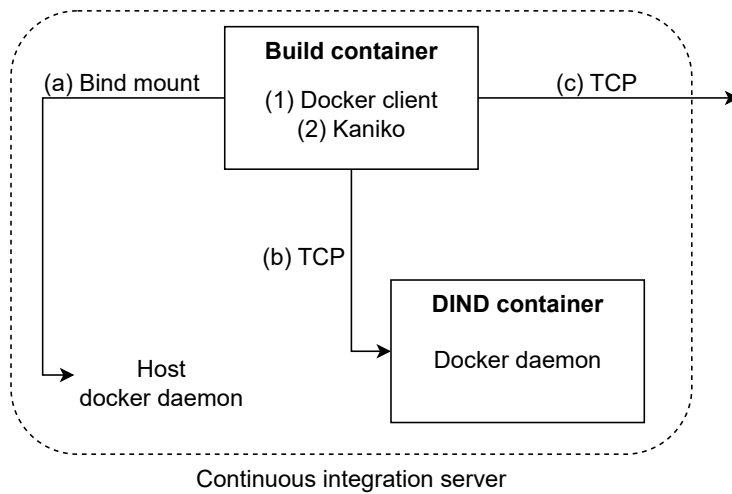 Build container
(a) Bind mount
(1) Docker client
(c) TCP
(2) Kaniko
(b) TCP
DIND container
Docker daemon
Host
docker daemon
Continuous integration server